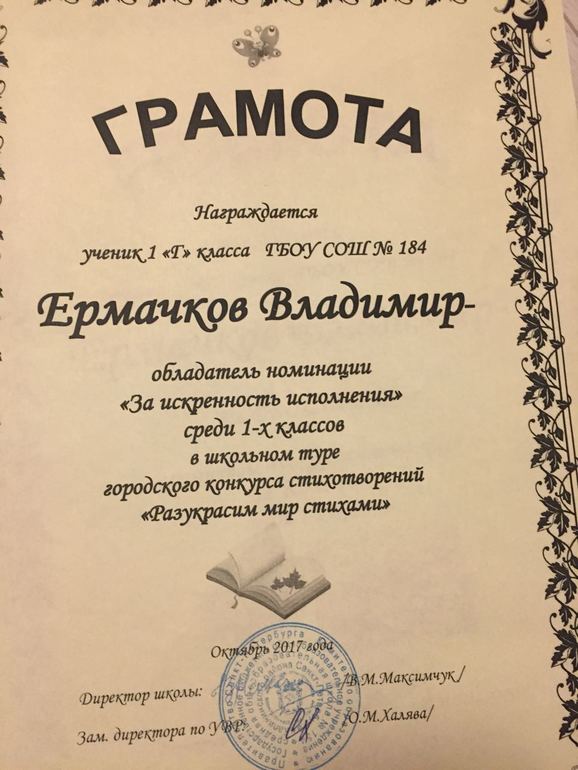 ГРАМОТА
Награждается
ученик 1 «Г» класса ГБОУ СОШ № 184
Ермачков Владимир-
обладатель номинации
«За искренность исполнения»
среди 1-х классов
в школьном туре
городского конкурса стихотворений
«Разукрасим мир стихами»
Октябрь 2017 года
Директор школы: /В.М.Максимчук/
Зам. директора по УВР: /О.М.Халява/